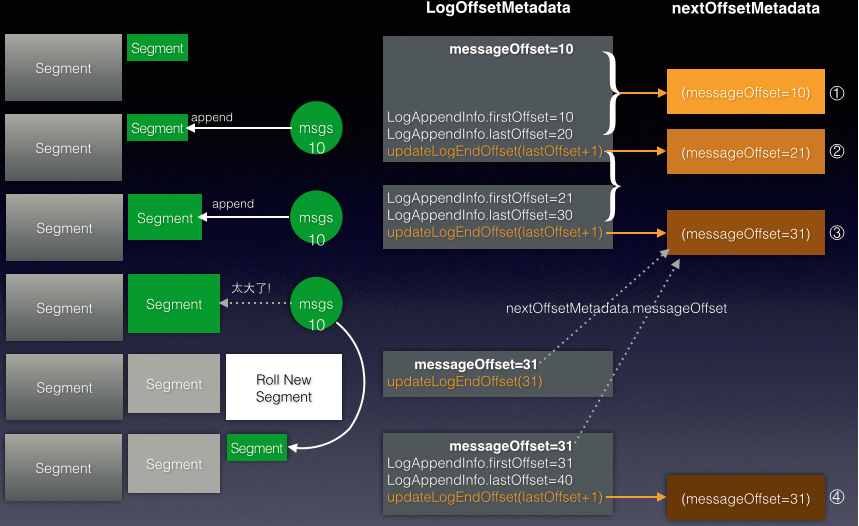 LogOffsetMetadata
nextOffsetMetadata
Segment
Segment
messageOffset=10
(messageOffset=10)
①
Segment
Segment
append
msgs
10
LogAppendInfo.firstOffset=10
LogAppendInfo.lastOffset=20
updateLogEndOffset(lastOffset+1)
(messageOffset=21)
②
Segment
Segment
append
msgs
10
LogAppendInfo.firstOffset=21
LogAppendInfo.lastOffset=30
updateLogEndOffset(lastOffset+1)
(messageOffset=31)
③
Segment
Segment
太大了!
msgs
10
nextOffsetMetadata.messageOffset
Segment
Segment
Roll New
Segment
messageOffset=31
updateLogEndOffset(31)
Segment
Segment
Segment
messageOffset=31
LogAppendInfo.firstOffset=31
LogAppendInfo.lastOffset=40
updateLogEndOffset(lastOffset+1)
(messageOffset=31)
④